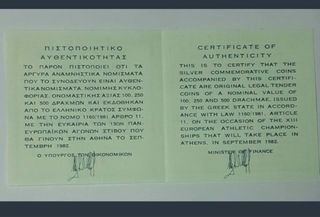 ΠΙΣΤΟΠΟΙΗΤΙΚΟ
ΑΥΘΕΝΤΙΚΟΤΗΤΑΣ
ΤΟ ΠΑΡΟΝ ΠΙΣΤΟΠΟΙΕΙ ΟΤΙ ΤΑ
ΑΡΓΥΡΑ ΑΝΑΜΝΗΣΤΙΚΑ ΝΟΜΙΣΜΑΤΑ
ΠΟΥ ΤΟ ΣΥΝΟΔΕΥΟΥΝ ΕΙΝΑΙ ΑΥΘΕΝ-
ΤΙΚΑ ΝΟΜΙΣΜΑΤΑ ΝΟΜΙΜΗΣ ΚΥΚΛΟ-
ΦΟΡΙΑΣ, ΟΝΟΜΑΣΤΙΚΗΣ ΑΞΙΑΣ 100, 250
ΚΑΙ 500 ΔΡΑΧΜΩΝ ΚΑΙ ΕΚΔΟΘΗΚΑΝ
ΑΠΟ ΤΟ ΕΛΛΗΝΙΚΟ ΚΡΑΤΟΣ ΣΥΜΦΩ-
ΝΑ ΜΕ ΤΟ ΝΟΜΟ 1160/1981 ΑΡΘΡΟ 11,
ΜΕ ΤΗΝ ΕΥΚΑΙΡΙΑ ΤΩΝ 13ΩΝ ΠΑΝ-
ΕΥΡΩΠΑΪΚΩΝ ΑΓΩΝΩΝ ΣΤΙΒΟΥ ΠΟΥ
ΘΑ ΓΙΝΟΥΝ ΣΤΗΝ ΑΘΗΝΑ ΤΟ ΣΕ-
ΠΤΕΜΒΡΙΟ 1982.
Ο ΥΠΟΥΡΓΟΣ ΤΩΝ ΟΙΚΟΝΟΜΙΚΩΝ
CERTIFICATE OF
AUTHENTICITY
THIS IS TO CERTIFY THAT THE
SILVER COMMEMORATIVE COINS
ACCOMPANIED BY THIS CERTIFI-
CATE ARE ORIGINAL LEGAL TENDER
COINS OF A NOMINAL VALUE OF
100, 250 AND 500 DRACHMAE, ISSUED
BY THE GREEK STATE IN ACCORD-
ANCE WITH LAW 1160/1981, ARTICLE
11, ON THE OCCASION OF THE XIII
EUROPEAN ATHLETIC CHAMPION-
SHIPS THAT WILL TAKE PLACE IN
ATHENS, IN SEPTEMBER 1982.
MINISTER OF FINANCE